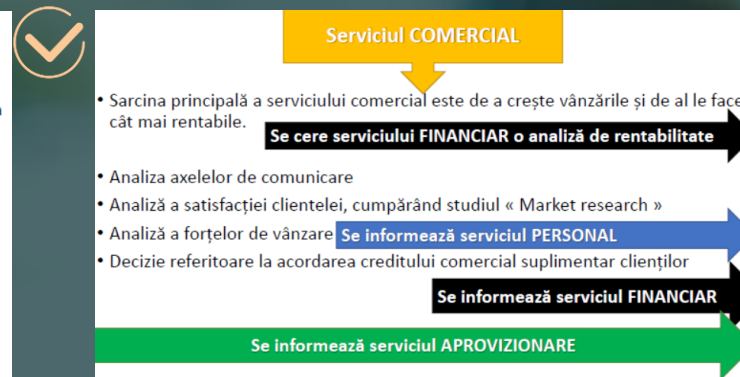 Serviciul COMERCIAL
• Sarcina principală a serviciului comercial este de a crește vânzările și de al le face
cât mai rentabile.
Se cere serviciului FINANCIAR o analiză de rentabilitate
• Analiza axelelor de comunicare
• Analiză a satisfacției clientelei, cumpărând studiul « Market research »
• Analiză a forțelor de vânzare
Se informează serviciul PERSONAL
• Decizie referitoare la acordarea creditului comercial suplimentar clienților
Se informează serviciul FINANCIAR
Se informează serviciul APROVIZIONARE